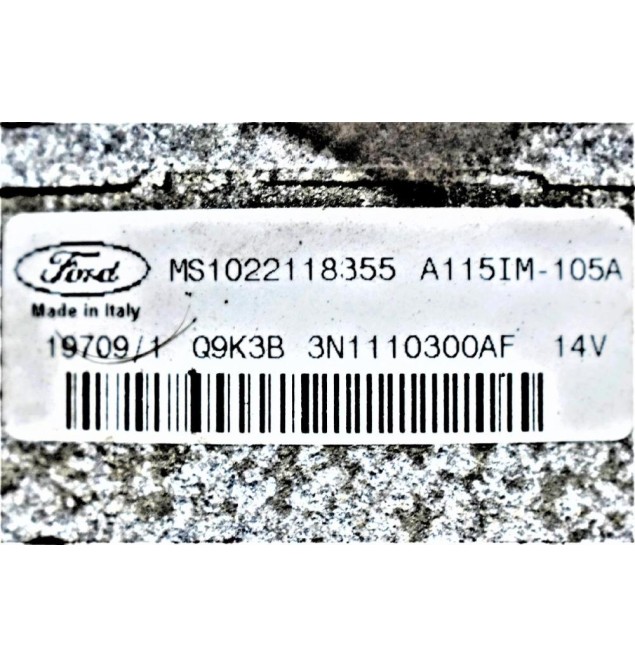 Ford MS1022118355 A115IM-105A
Made in Italy
19709/1 Q9K3B 3N1110300AF 14V